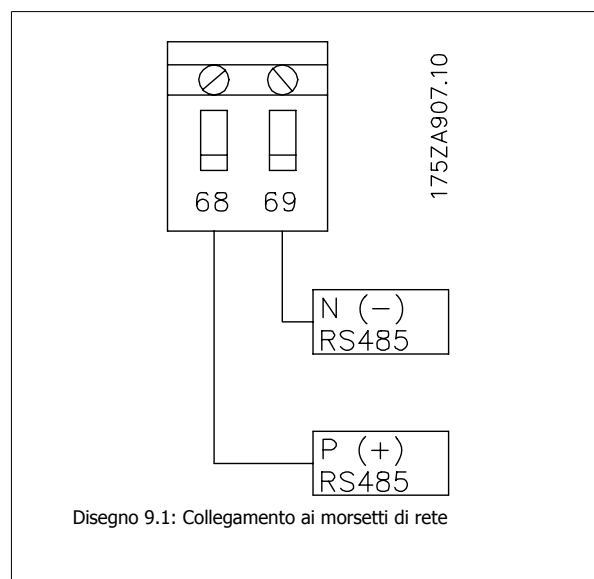 175ZA907.10
68 69
N (-)
RS485
P (+)
RS485
Disegno 9.1: Collegamento ai morsetti di rete